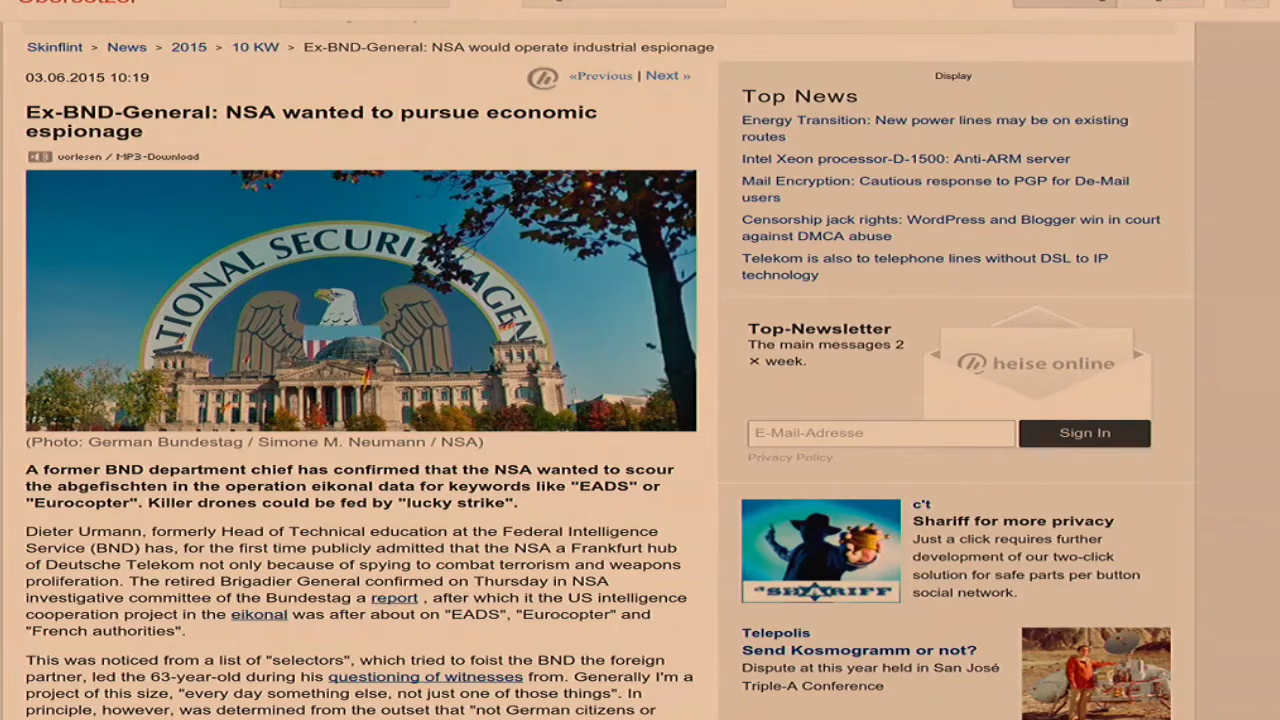 Übersetzer
Skinflint > News > 2015 > 10 KW > Ex-BND-General: NSA would operate industrial espionage
03.06.2015 10:19
«Previous | Next »
Ex-BND-General: NSA wanted to pursue economic
espionage
vorlesen / MP3-Download
TIONAL SECURITY AGEN
(Photo: German Bundestag / Simone M. Neumann / NSA)
A former BND department chief has confirmed that the NSA wanted to scour
the abgefischten in the operation eikonal data for keywords like "EADS" or
"Eurocopter". Killer drones could be fed by "lucky strike".
Dieter Urmann, formerly Head of Technical education at the Federal Intelligence
Service (BND) has, for the first time publicly admitted that the NSA a Frankfurt hub
of Deutsche Telekom not only because of spying to combat terrorism and weapons
proliferation. The retired Brigadier General confirmed on Thursday in NSA
investigative committee of the Bundestag a report , after which it the US intelligence
cooperation project in the eikonal was after about on "EADS", "Eurocopter" and
"French authorities".
This was noticed from a list of "selectors", which tried to foist the BND the foreign
partner, led the 63-year-old during his questioning of witnesses from. Generally I'm a
project of this size, "every day something else, not just one of those things". In
principle, however, was determined from the outset that "not German citizens or
Display
Top News
Energy Transition: New power lines may be on existing
routes
Intel Xeon processor-D-1500: Anti-ARM server
Mail Encryption: Cautious response to PGP for De-Mail
users
Censorship jack rights: WordPress and Blogger win in court
against DMCA abuse
Telekom is also to telephone lines without DSL to IP
technology
Top-Newsletter
The main messages 2
× week.
heise online
E-Mail-Adresse
Sign In
Privacy Policy
SHARIFF
c't
Shariff for more privacy
Just a click requires further
development of our two-click
solution for safe parts per button
social network.
Telepolis
Send Kosmogramm or not?
Dispute at this year held in San José
Triple-A Conference